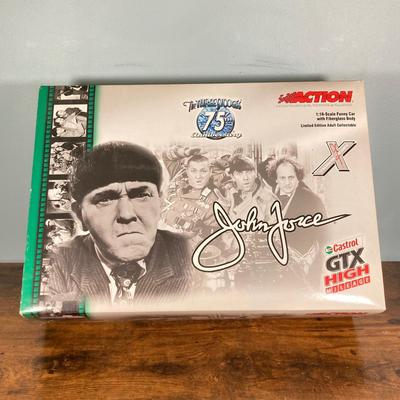 The Three Stooges
75TH
Anniversary
ACTION
1:16-Scale Funny Car
with Fiberglass Body
Limited Edition Adult Collectable
X
John Force
Castrol
GTX
HIGH
MILEAGE